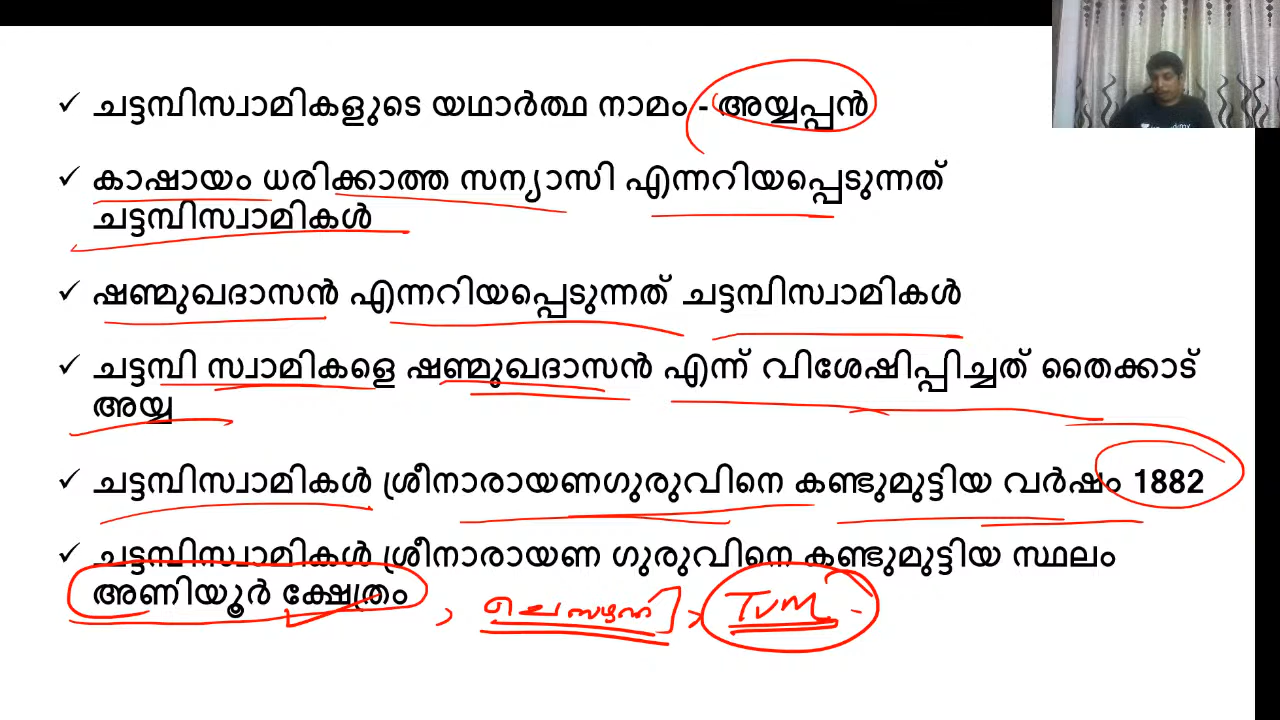 ✓ ചട്ടമ്പിസ്വാമികളുടെ യഥാർത്ഥ നാമം - അയ്യപ്പൻ
✓ കാഷായം ധരിക്കാത്ത സന്യാസി എന്നറിയപ്പെടുന്നത്
ചട്ടമ്പിസ്വാമികൾ
✓ ഷണ്മുഖദാസൻ എന്നറിയപ്പെടുന്നത് ചട്ടമ്പിസ്വാമികൾ
✓ ചട്ടമ്പി സ്വാമികളെ ഷണ്മുഖദാസൻ എന്ന് വിശേഷിപ്പിച്ചത് തൈക്കാട്
അയ്യ
✓ ചട്ടമ്പിസ്വാമികൾ ശ്രീനാരായണഗുരുവിനെ കണ്ടുമുട്ടിയ വർഷം 1882
✓ ചട്ടമ്പിസ്വാമികൾ ശ്രീനാരായണ ഗുരുവിനെ കണ്ടുമുട്ടിയ സ്ഥലം
അണിയൂർ ക്ഷേത്രം , TVM